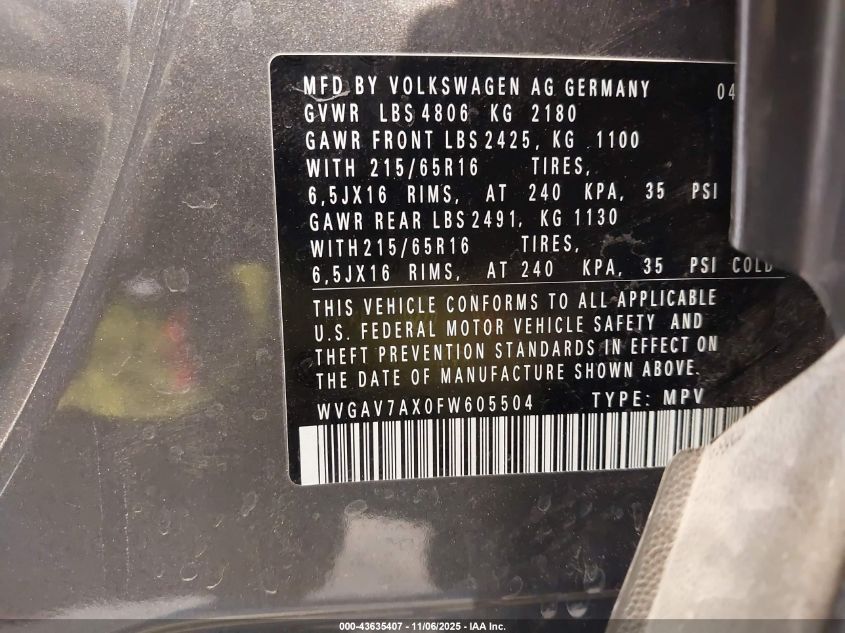 MFD BY VOLKSWAGEN AG GERMANY 04
GVWR LBS 4806 KG 2180
GAWR FRONT LBS 2425, KG 1100
WITH 215/65R16 TIRES,
6,5JX16 RIMS, AT 240 KPA, 35 PSI
GAWR REAR LBS 2491, KG 1130
WITH215/65R16 TIRES,
6,5JX16 RIMS, AT 240 KPA, 35 PSI COLD
THIS VEHICLE CONFORMS TO ALL APPLICABLE
U.S. FEDERAL MOTOR VEHICLE SAFETY AND
THEFT PREVENTION STANDARDS IN EFFECT ON
THE DATE OF MANUFACTURE SHOWN ABOVE.
WVGAV7AX0FW605504 TYPE: MPV
000-43635407 - 11/06/2025 - IAA Inc.